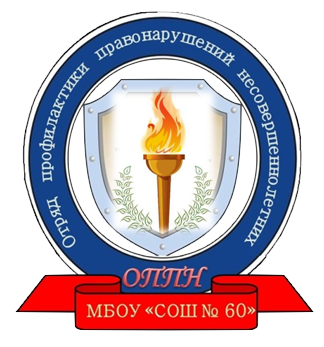 Отряд профилактики правонарушений несовершеннолетних
ОППН
МБОУ «СОШ № 60»